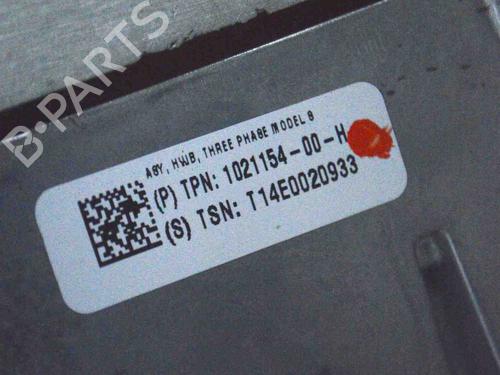 B-PARTS
ASY, HWB, THREE PHASE MODEL S
(P) TPN: 1021154-00-H
(S) TSN: T14E0020933